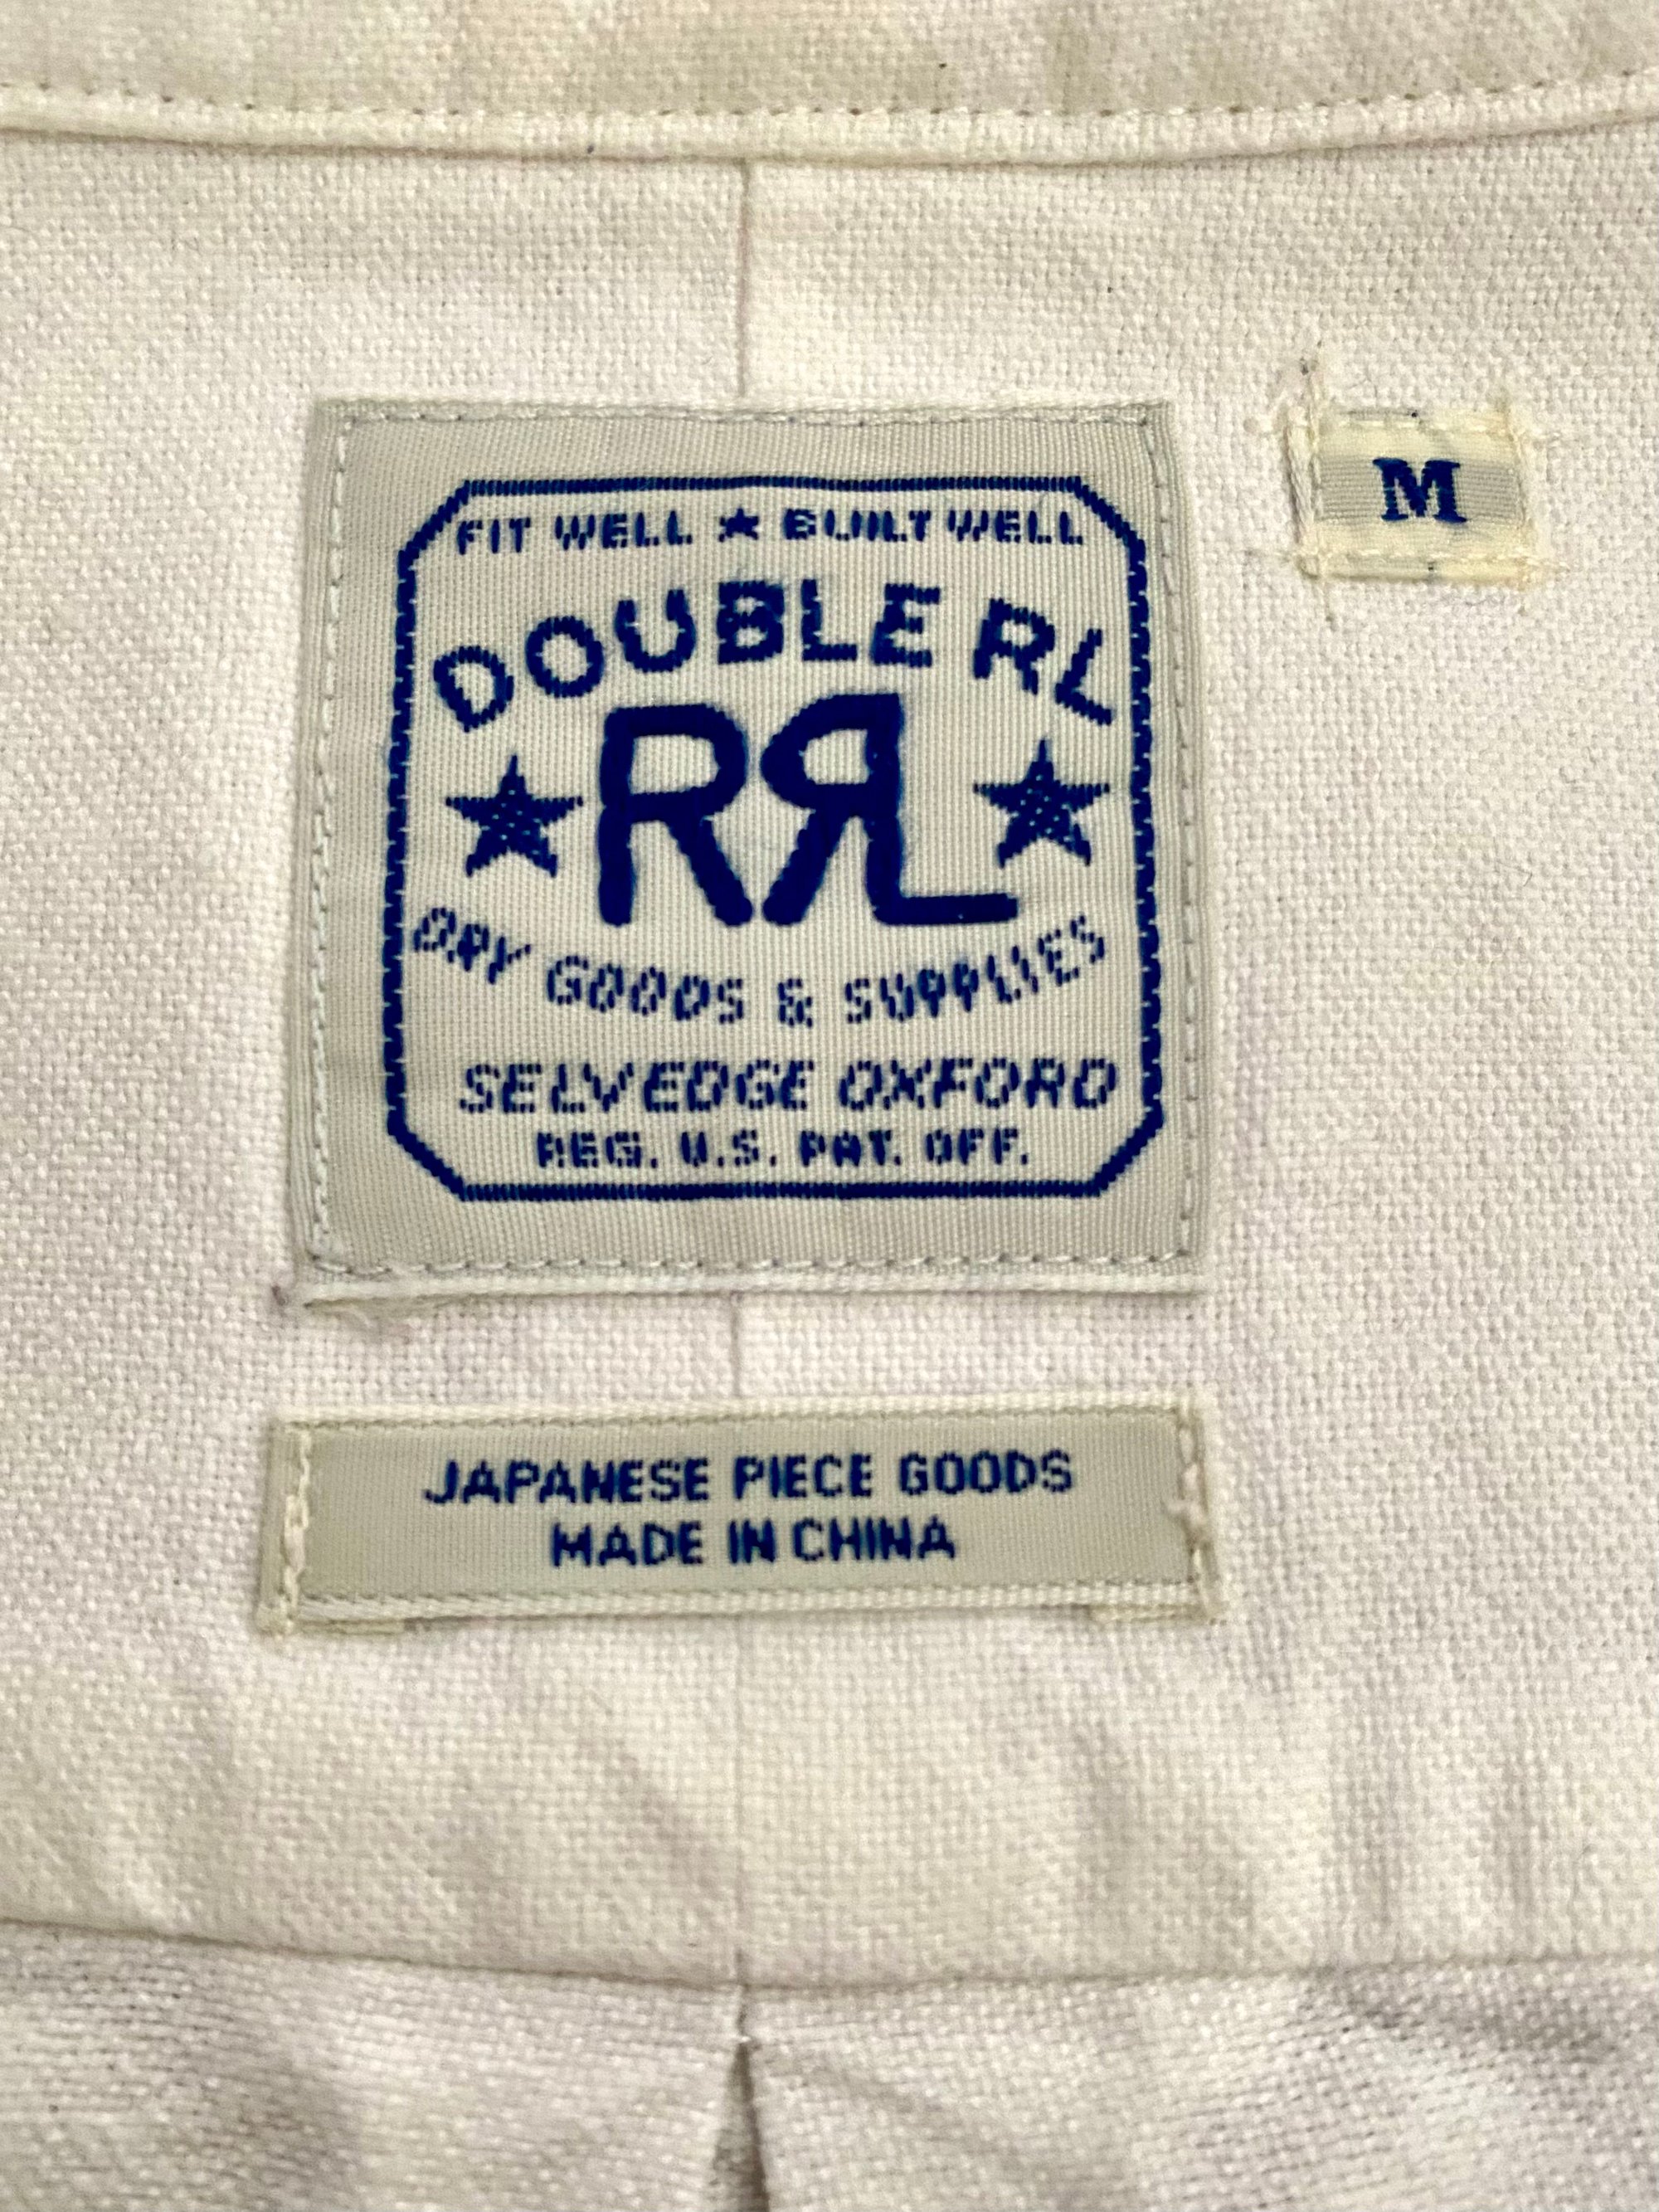 FIT WELL ★ BUILT WELL
DOUBLE RL
RRL
DRY GOODS & SUPPLIES
SELVEDGE OXFORD
REG. U.S. PAT. OFF.
M
JAPANESE PIECE GOODS
MADE IN CHINA